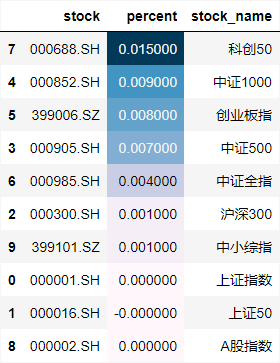 stock percent stock_name
7 000688.SH 0.015000 科创50
4 000852.SH 0.009000 中证1000
5 399006.SZ 0.008000 创业板指
3 000905.SH 0.007000 中证500
6 000985.SH 0.004000 中证全指
2 000300.SH 0.001000 沪深300
9 399101.SZ 0.001000 中小综指
0 000001.SH 0.000000 上证指数
1 000016.SH -0.000000 上证50
8 000002.SH 0.000000 A股指数